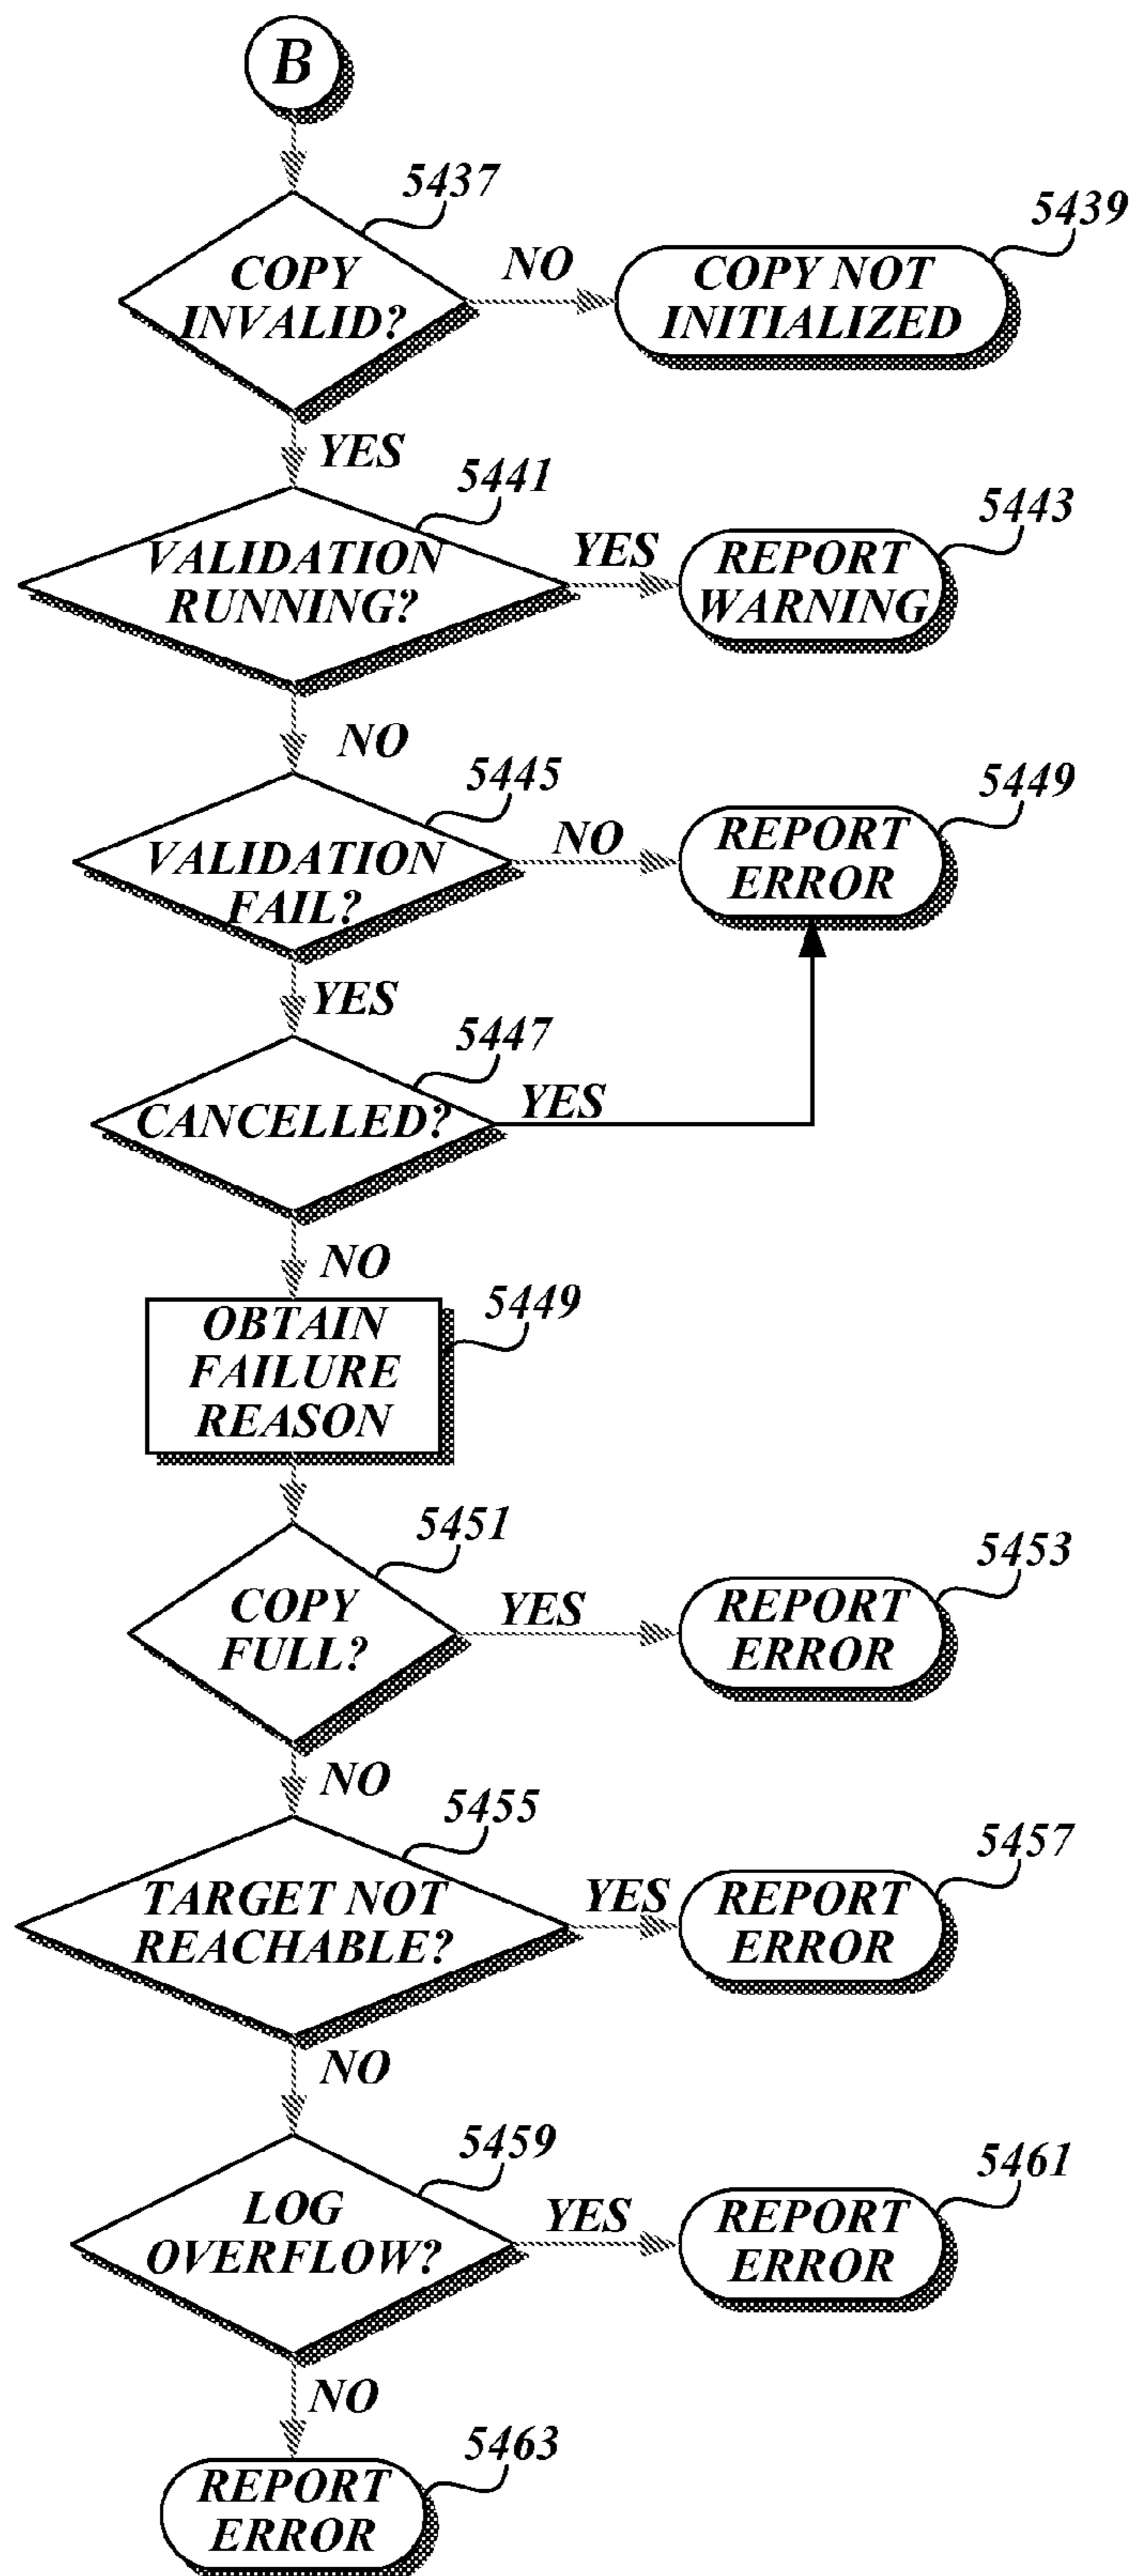 B
5437
COPY
INVALID?
NO
5439
COPY NOT
INITIALIZED
YES
5441
VALIDATION
RUNNING?
YES
5443
REPORT
WARNING
NO
5445
VALIDATION
FAIL?
NO
5449
REPORT
ERROR
YES
5447
CANCELLED?
YES
NO
5449
OBTAIN
FAILURE
REASON
5451
COPY
FULL?
YES
5453
REPORT
ERROR
NO
5455
TARGET NOT
REACHABLE?
YES
5457
REPORT
ERROR
NO
5459
LOG
OVERFLOW?
YES
5461
REPORT
ERROR
NO
5463
REPORT
ERROR